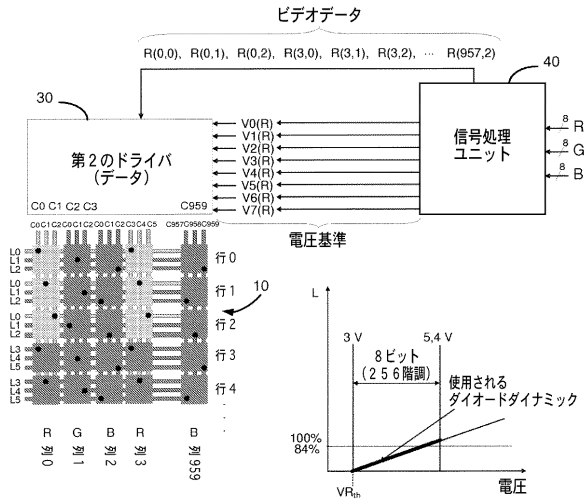 ビデオデータ
R(0,0), R(0,1), R(0,2), R(3,0), R(3,1), R(3,2), ··· R(957,2)
30
40
第2のドライバ
(データ)
C0 C1 C2 C3 C959
V0(R)
V1(R)
V2(R)
V3(R)
V4(R)
V5(R)
V6(R)
V7(R)
信号処理
ユニット
8 R
8 G
8 B
電圧基準
C0C1C2 C0C1C2 C0C1C2 C3C4 C5 C957C958C959
L0
L1
L2
行0
L0
L1
L2
行1
L0
L1
L2
行2
L3
L4
L5
行3
L3
L4
L5
行4
10
R
列0
G
列1
B
列2
R
列3
B
列959
L
3 V
5,4 V
8ビット
(256階調)
使用される
ダイオードダイナミック
100%
84%
VRth
電圧